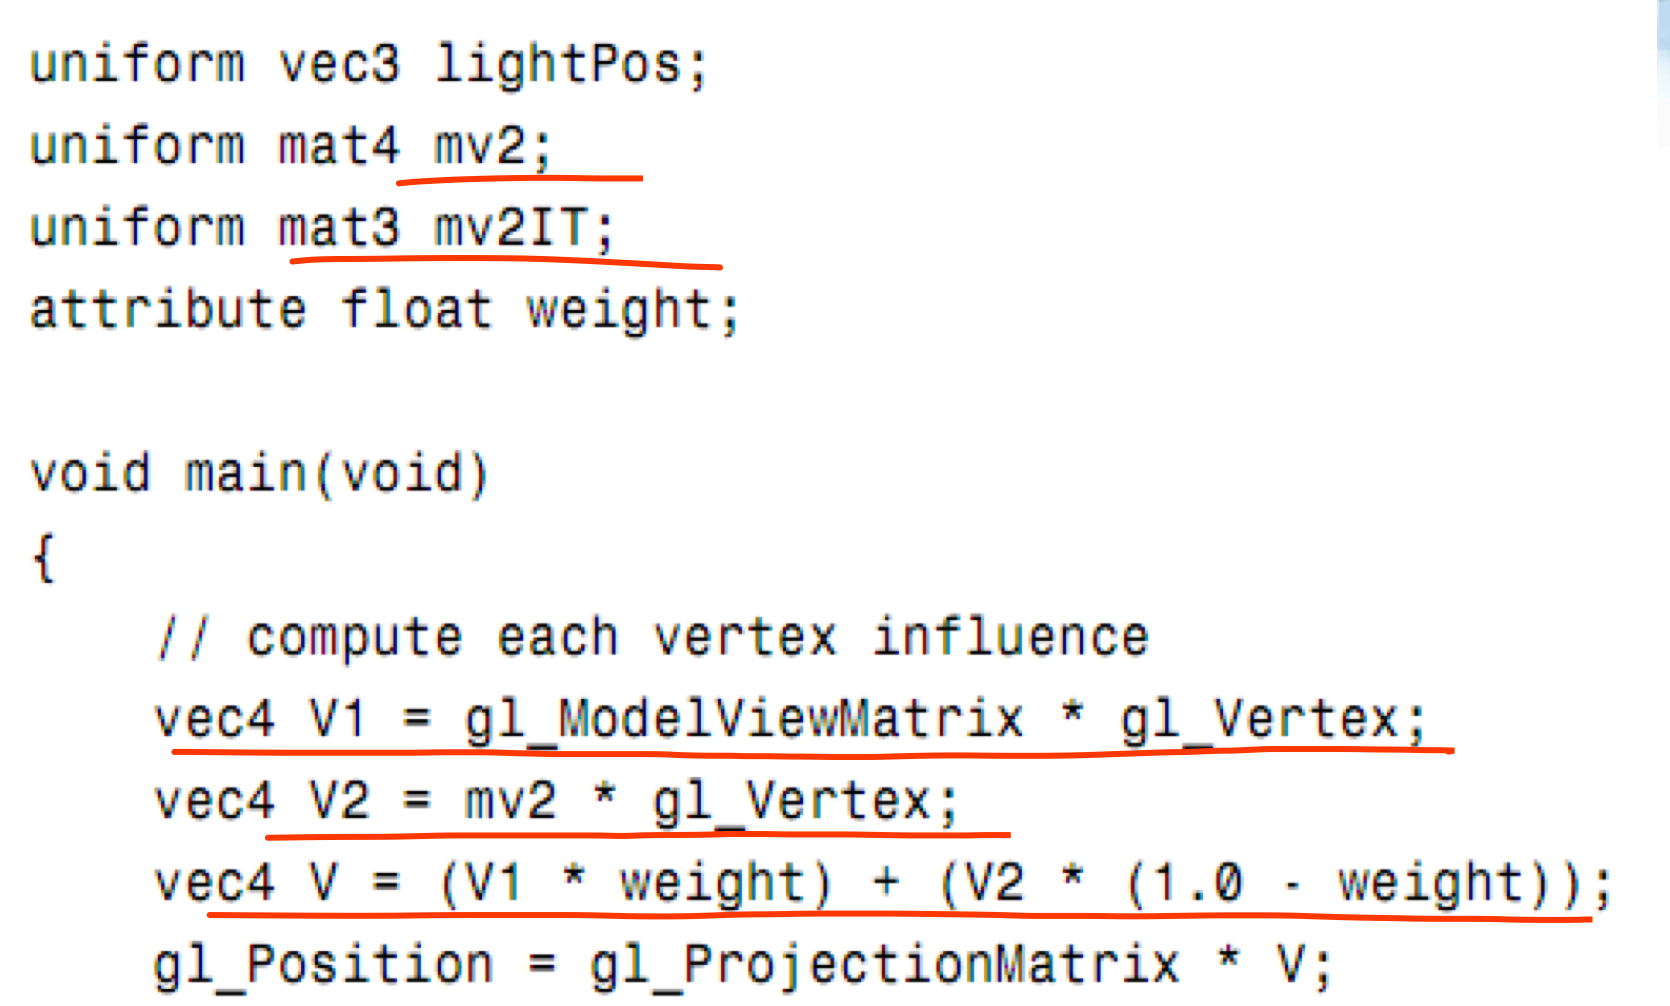 uniform vec3 lightPos;
uniform mat4 mv2;
uniform mat3 mv2IT;
attribute float weight;
void main(void)
{
// compute each vertex influence
vec4 V1 = gl_ModelViewMatrix * gl_Vertex;
vec4 V2 = mv2 * gl_Vertex;
vec4 V = (V1 * weight) + (V2 * (1.0 - weight));
gl_Position = gl_ProjectionMatrix * V;